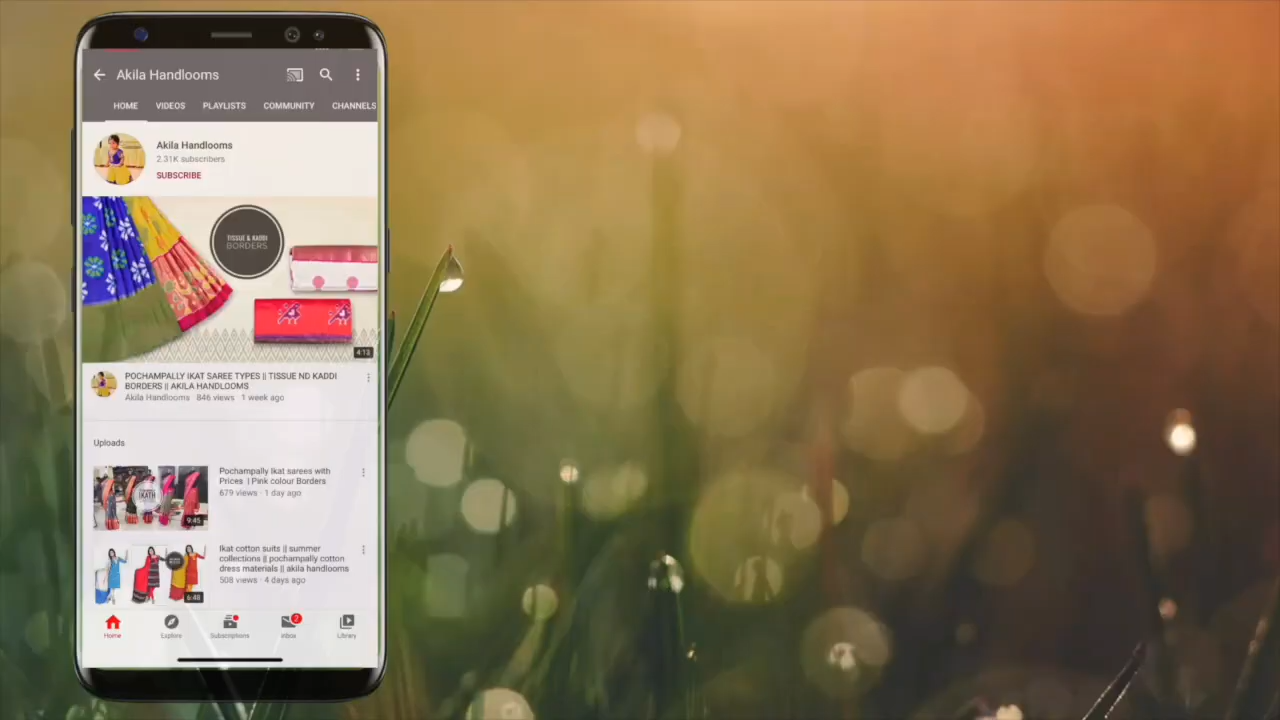 Akila Handlooms
HOME VIDEOS PLAYLISTS COMMUNITY CHANNELS
Akila Handlooms
2.31K subscribers
SUBSCRIBE
TISSUE & KADDI
BORDERS
4:13
POCHAMPALLY IKAT SAREE TYPES || TISSUE ND KADDI
BORDERS || AKILA HANDLOOMS
Akila Handlooms 846 views · 1 week ago
Uploads
Pochampally Ikat sarees with
Prices | Pink colour Borders
679 views · 1 day ago
IKATH
9:45
Ikat cotton suits || summer
collections || pochampally cotton
dress materials || akila handlooms
508 views · 4 days ago
6:48
2
Home Explore Subscriptions Inbox Library